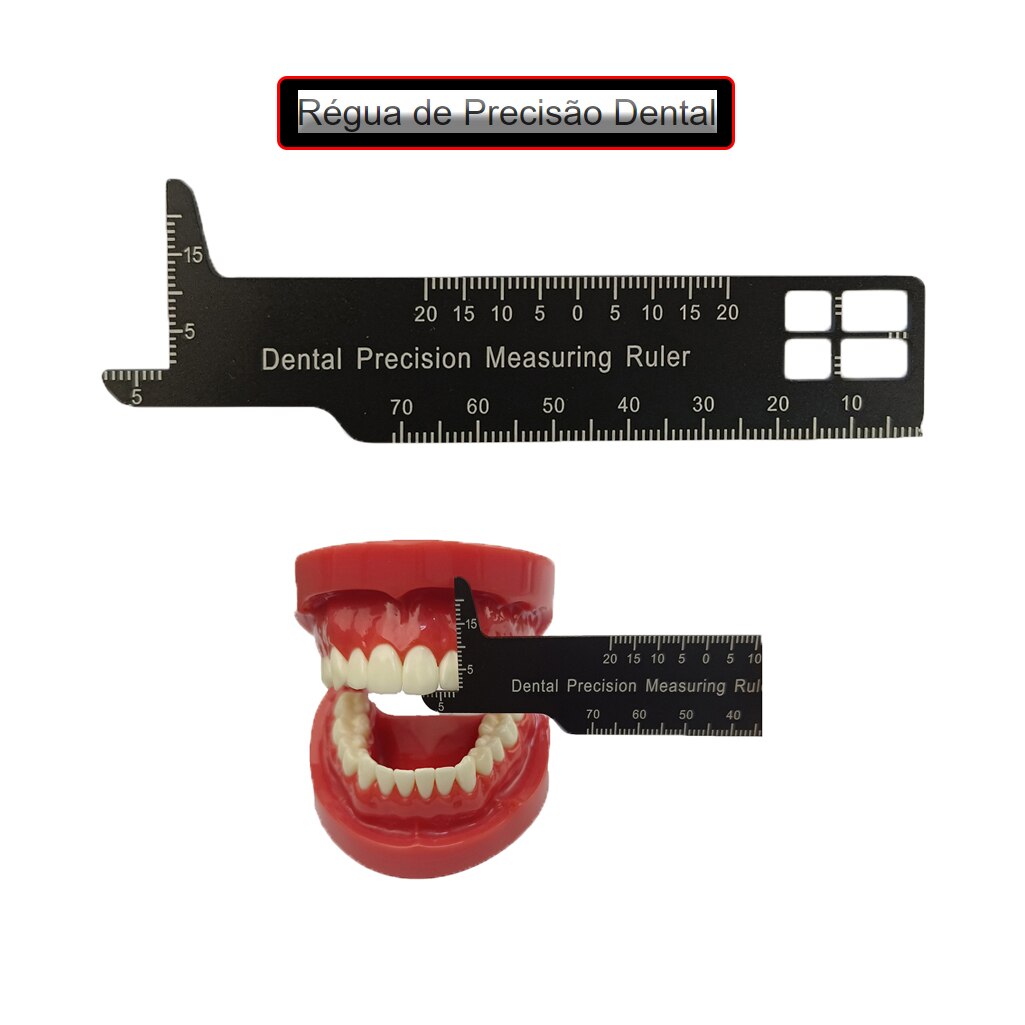 Régua de Precisão Dental
15
5
5
20 15 10 5 0 5 10 15 20
Dental Precision Measuring Ruler
70 60 50 40 30 20 10
15
5
5
20 15 10 5 0 5 10
Dental Precision Measuring Rul
70 60 50 40